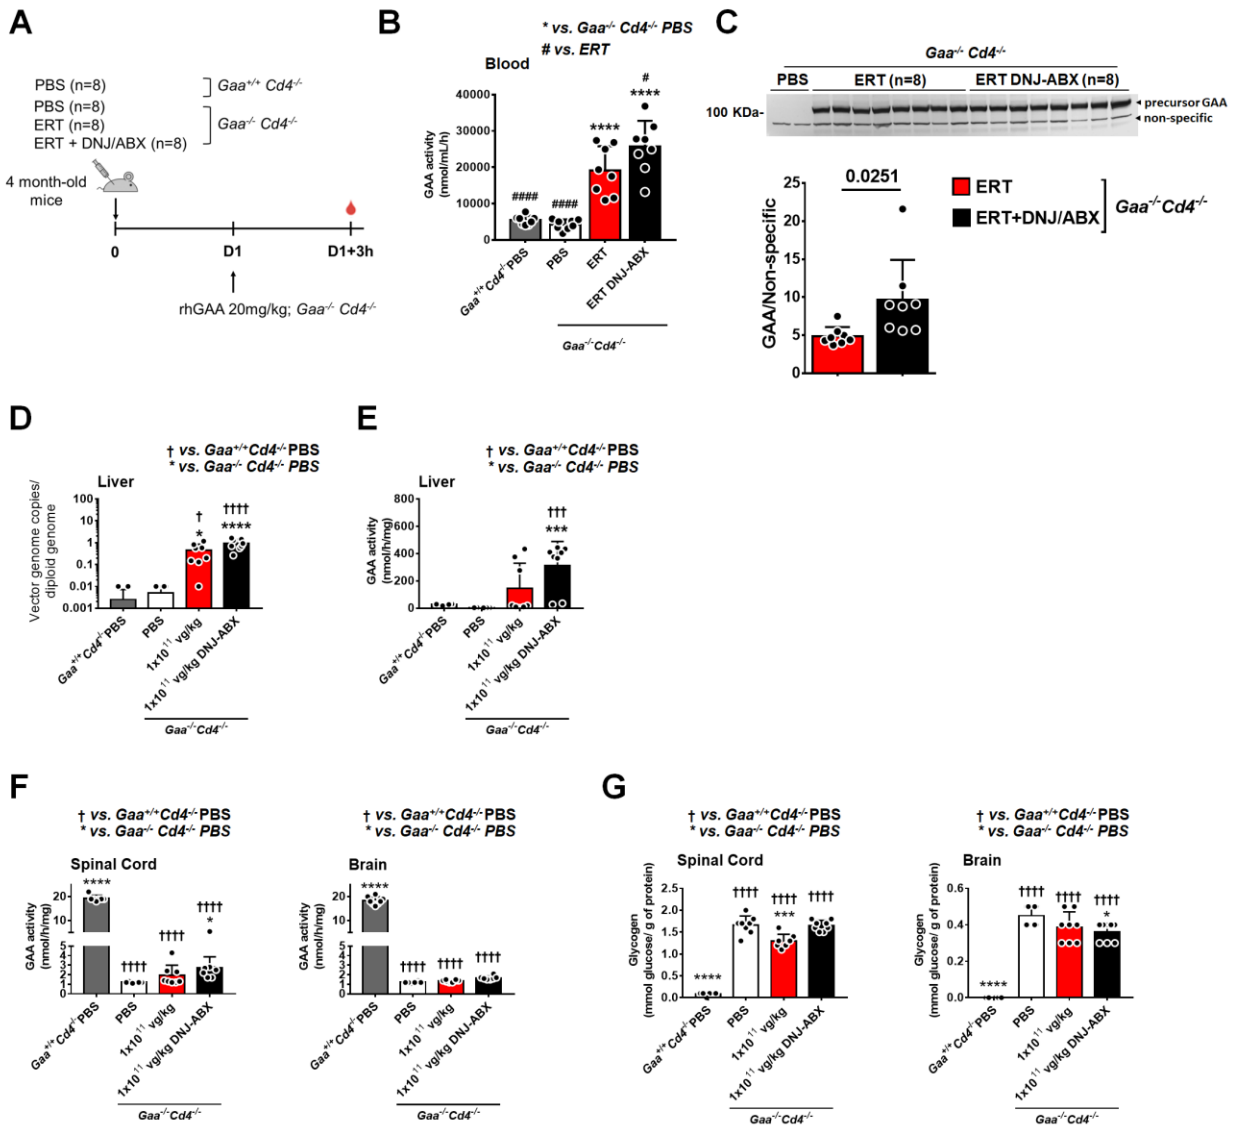 A
PBS (n=8)
Gaa+/+ Cd4-/-
PBS (n=8)
ERT (n=8)
Gaa-/- Cd4-/-
ERT + DNJ/ABX (n=8)
4 month-old
mice
0
D1
D1+3h
rhGAA 20mg/kg; Gaa-/- Cd4-/-
B
* vs. Gaa-/- Cd4-/- PBS
# vs. ERT
Blood
GAA activity
(nmol/mL/h)
40000
30000
20000
10000
0
####
####
****
#
****
Gaa+/+Cd4-/-PBS
PBS
ERT
ERT DNJ-ABX
Gaa-/-Cd4-/-
C
Gaa-/- Cd4-/-
PBS
ERT (n=8)
ERT DNJ-ABX (n=8)
100 KDa-
precursor GAA
non-specific
GAA/Non-specific
25
20
15
10
5
0
0.0251
ERT
ERT+DNJ/ABX
Gaa-/-Cd4-/-
D
† vs. Gaa+/+Cd4-/- PBS
* vs. Gaa-/- Cd4-/- PBS
Liver
Vector genome copies/
diploid genome
100
10
1
0.1
0.010
0.001
†
*
††††
****
Gaa+/+Cd4-/-PBS
PBS
1x10^11 vg/kg
1x10^11 vg/kg DNJ-ABX
Gaa-/-Cd4-/-
E
† vs. Gaa+/+Cd4-/- PBS
* vs. Gaa-/- Cd4-/- PBS
Liver
GAA activity
(nmol/h/mg)
800
600
400
200
0
†††
***
Gaa+/+Cd4-/-PBS
PBS
1x10^11 vg/kg
1x10^11 vg/kg DNJ-ABX
Gaa-/-Cd4-/-
F
† vs. Gaa+/+Cd4-/- PBS
* vs. Gaa-/- Cd4-/- PBS
Spinal Cord
GAA activity
(nmol/h/mg)
20
10
5
4
3
2
1
0
****
††††
††††
††††
*
Gaa+/+Cd4-/-PBS
PBS
1x10^11 vg/kg
1x10^11 vg/kg DNJ-ABX
Gaa-/-Cd4-/-
† vs. Gaa+/+Cd4-/- PBS
* vs. Gaa-/- Cd4-/- PBS
Brain
GAA activity
(nmol/h/mg)
20
10
5
4
3
2
1
0
****
††††
††††
††††
Gaa+/+Cd4-/-PBS
PBS
1x10^11 vg/kg
1x10^11 vg/kg DNJ-ABX
Gaa-/-Cd4-/-
G
† vs. Gaa+/+Cd4-/- PBS
* vs. Gaa-/- Cd4-/- PBS
Spinal Cord
Glycogen
(mmol glucose/ g of protein)
2.5
2.0
1.5
1.0
0.5
0.0
****
††††
††††
***
††††
Gaa+/+Cd4-/-PBS
PBS
1x10^11 vg/kg
1x10^11 vg/kg DNJ-ABX
Gaa-/-Cd4-/-
† vs. Gaa+/+Cd4-/- PBS
* vs. Gaa-/- Cd4-/- PBS
Brain
Glycogen
(mmol glucose/ g of protein)
0.6
0.4
0.2
0.0
****
††††
††††
††††
*
Gaa+/+Cd4-/-PBS
PBS
1x10^11 vg/kg
1x10^11 vg/kg DNJ-ABX
Gaa-/-Cd4-/-